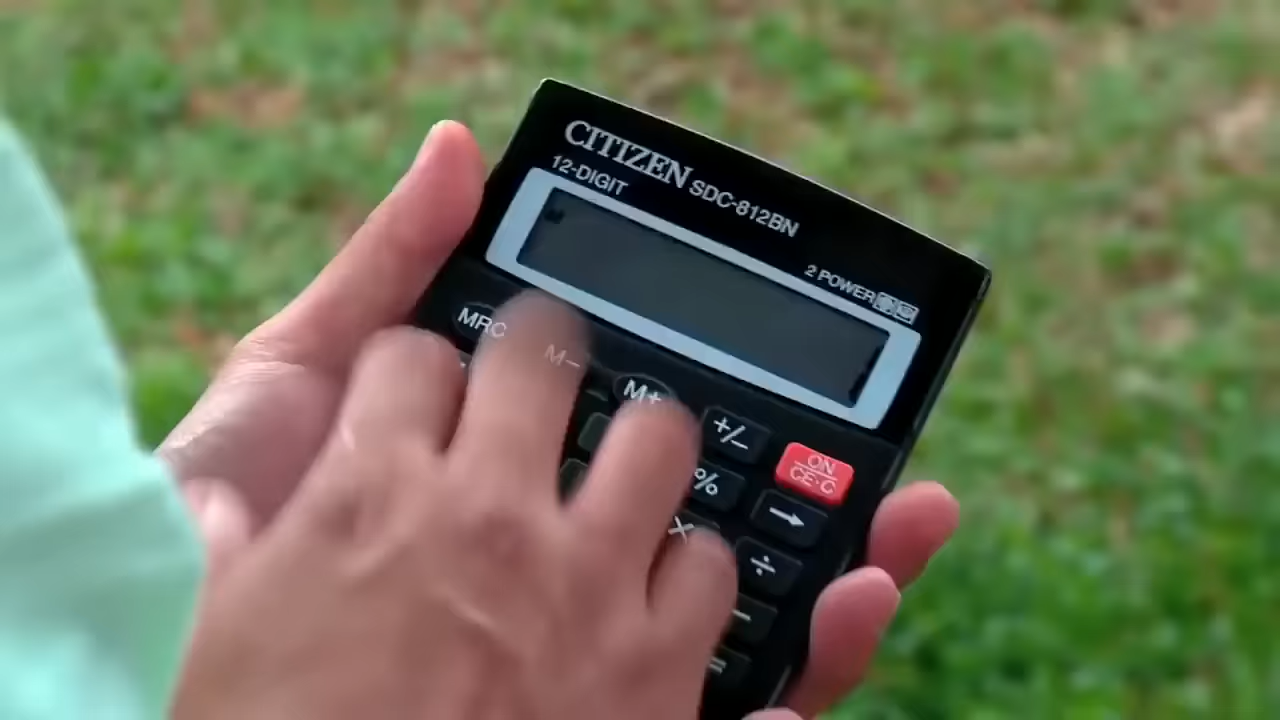 CITIZEN SDC-812BN
12-DIGIT
2 POWER
M
MRC M− M+ +/− ON
CE·C
% →
× ÷
−
=